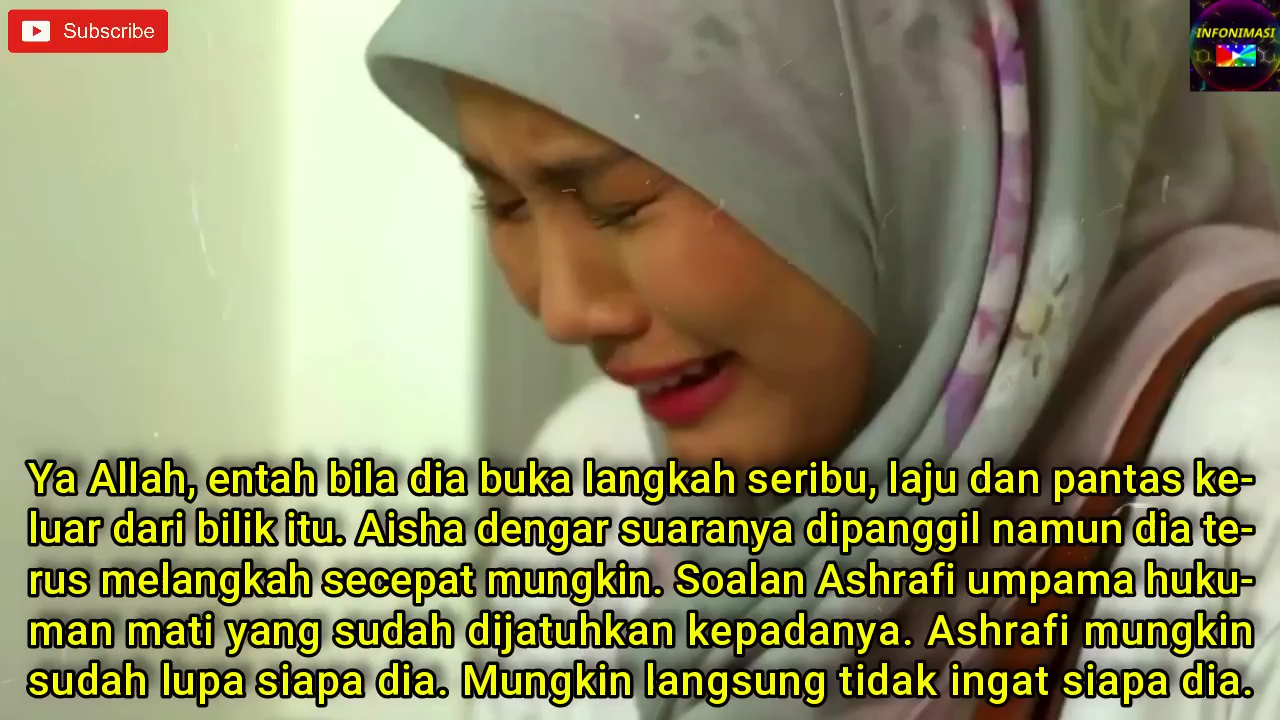 Subscribe
INFONIMASI
Ya Allah, entah bila dia buka langkah seribu, laju dan pantas ke-
luar dari bilik itu. Aisha dengar suaranya dipanggil namun dia te-
rus melangkah secepat mungkin. Soalan Ashrafi umpama huku-
man mati yang sudah dijatuhkan kepadanya. Ashrafi mungkin
sudah lupa siapa dia. Mungkin langsung tidak ingat siapa dia.